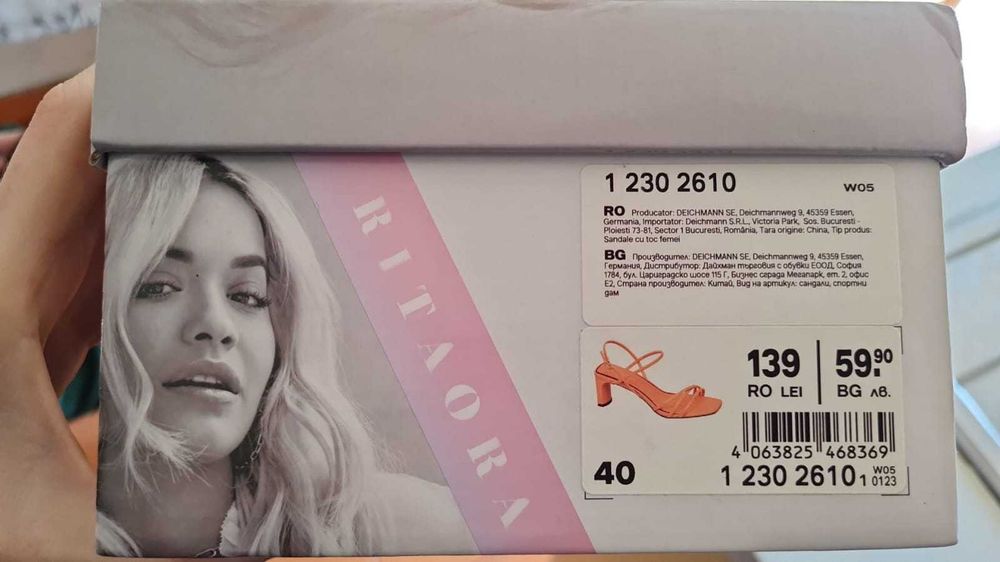 RITAORA
1 230 2610
W05
RO Producator: DEICHMANN SE, Deichmannweg 9, 45359 Essen,
Germania, Importator: Deichmann S.R.L., Victoria Park, Sos. Bucuresti -
Ploiesti 73-81, Sector 1 Bucuresti, România, Tara origine: China, Tip produs:
Sandale cu toc femei
BG Производител: DEICHMANN SE, Deichmannweg 9, 45359 Essen,
Германия, Дистрибутор: Дайхман търговия с обувки ЕООД, София
1784, бул. Цариградско шосе 115 Г, Бизнес сграда Мегапарк, ет. 2, офис
Е2, Страна производител: Китай, Вид на артикул: сандали, спортни
дам
139
RO LEI
59.90
BG лв.
4 063825 468369
40
1 230 2610 1
W05
0123